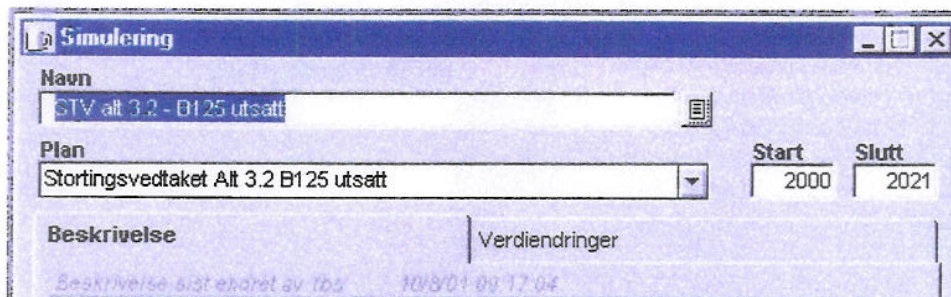 Simulering
Navn
STV alt 3.2 - B125 utsatt
Plan Start Slutt
Stortingsvedtaket Alt 3.2 B125 utsatt 2000 2021
Beskrivelse Verdiendringer
Beskrivelse sist endret av tbs 10/8/01 09:17:04